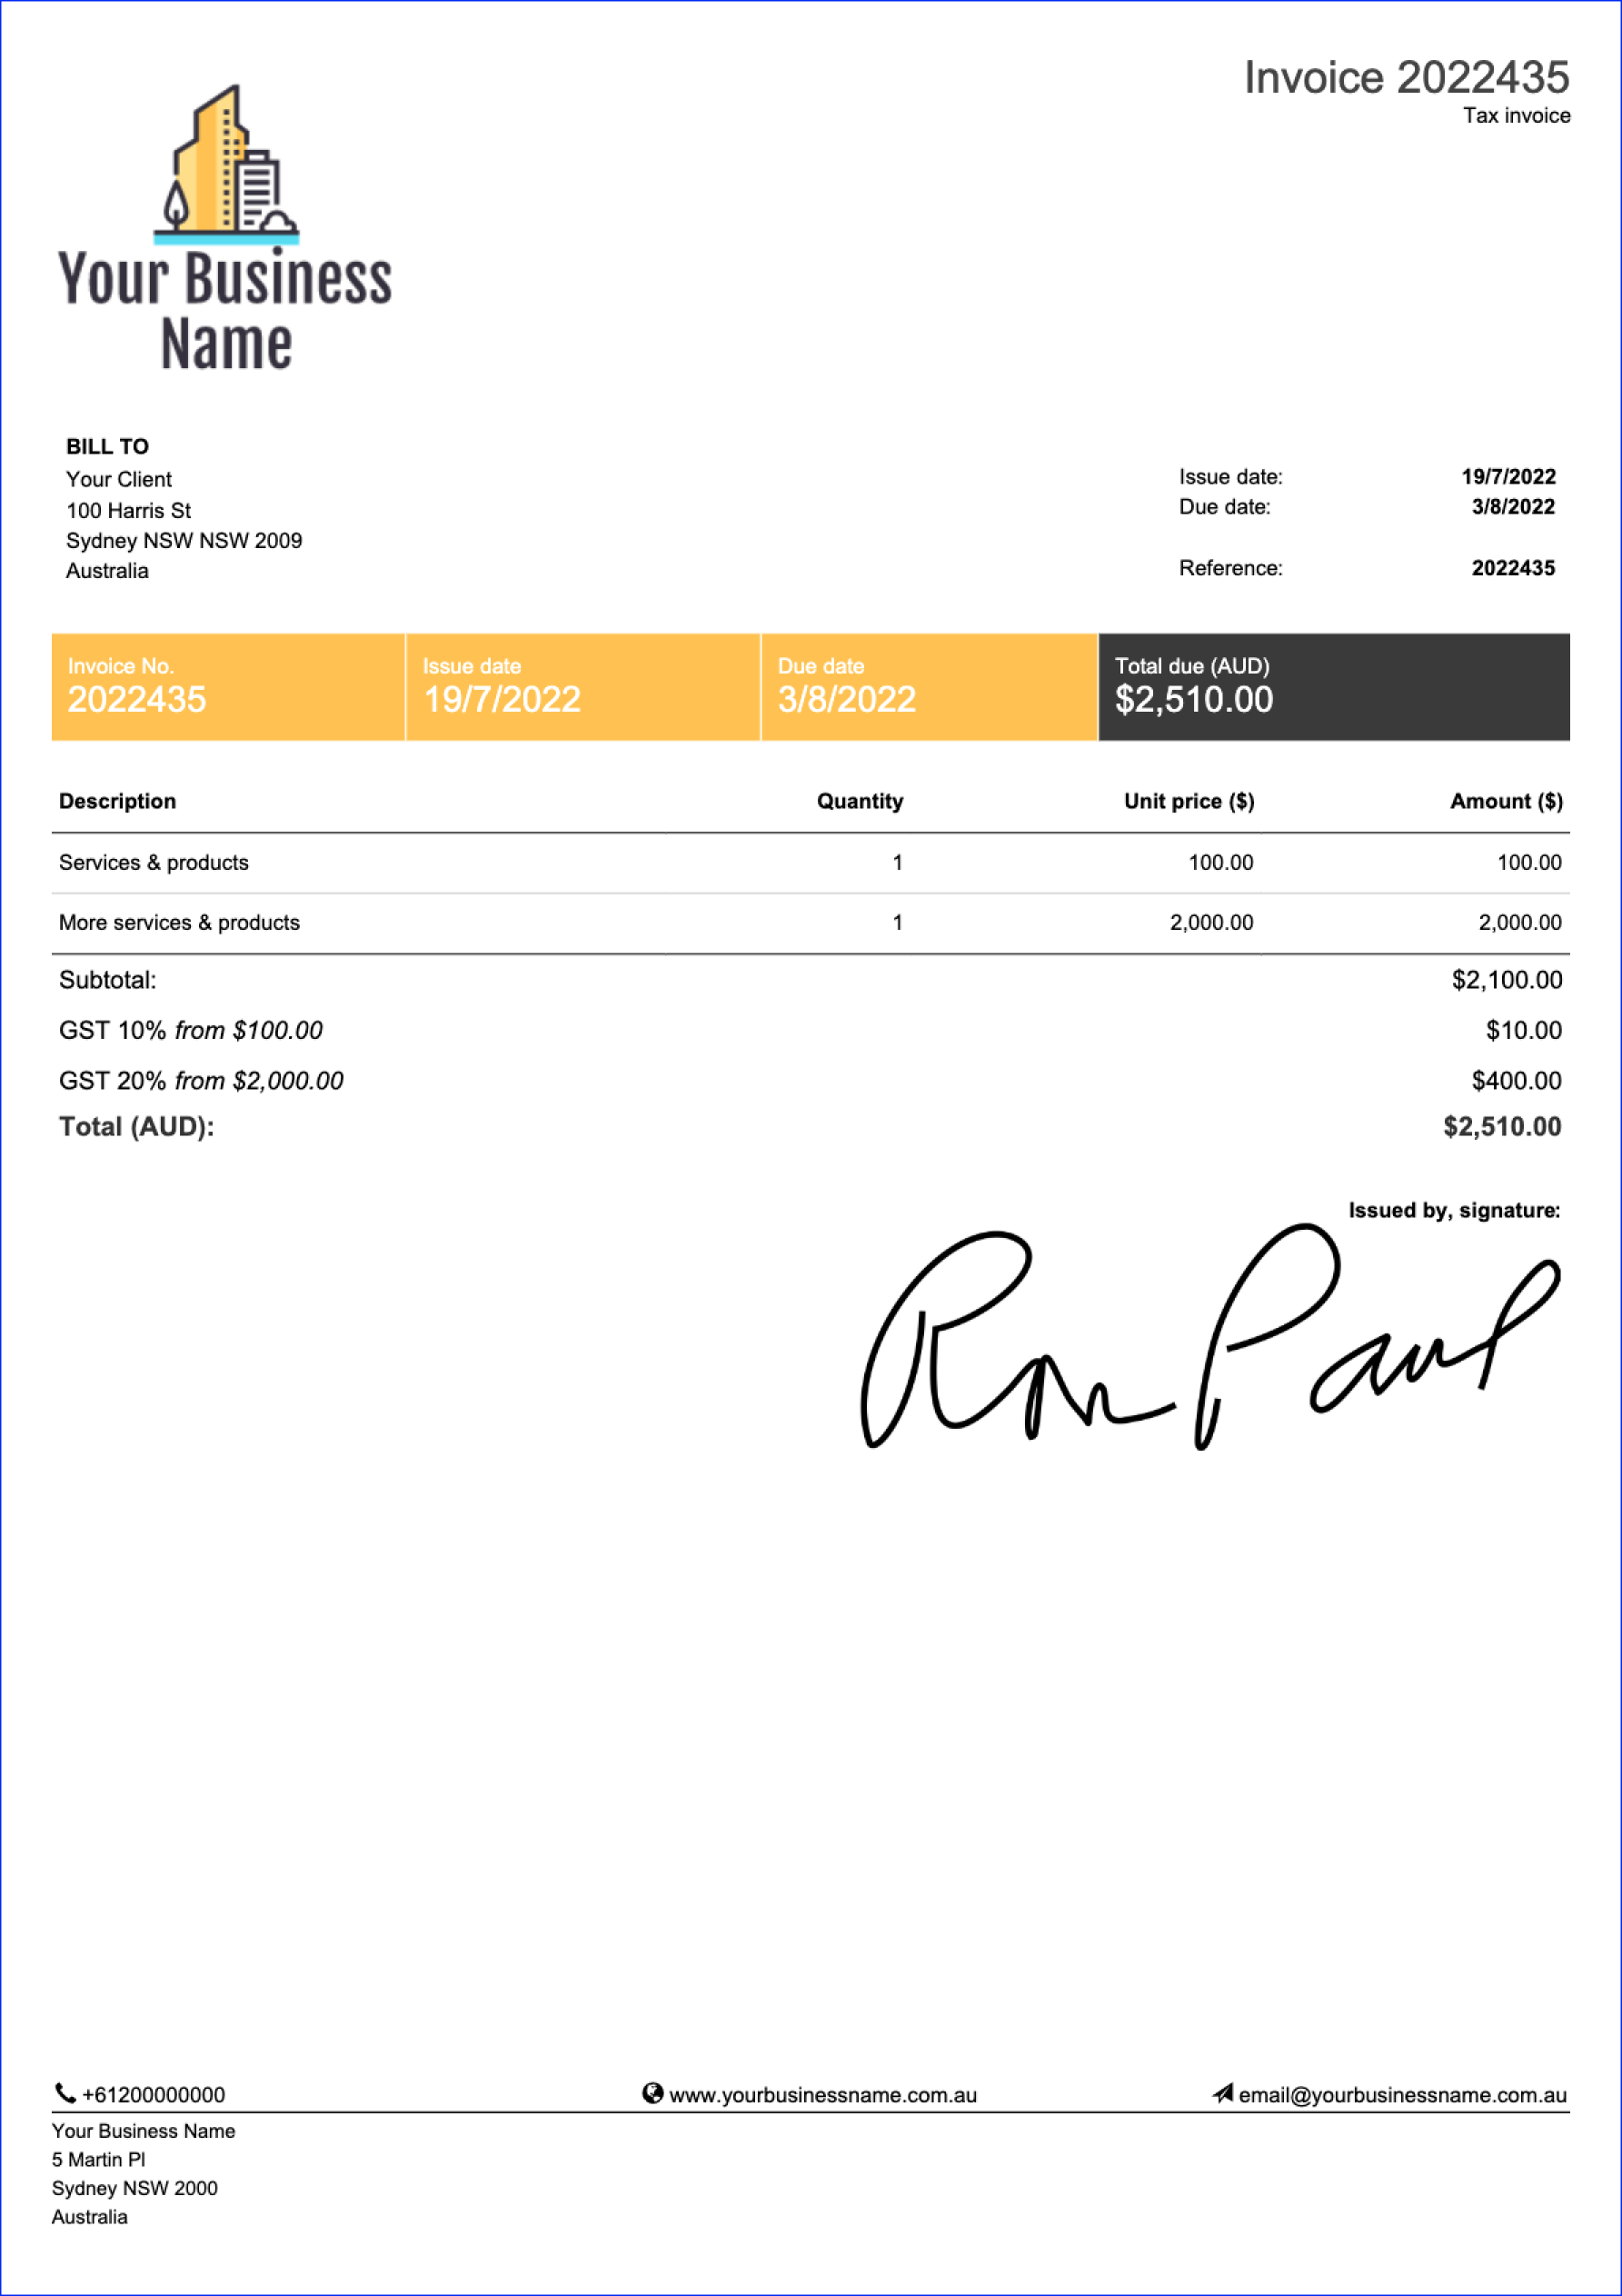 Invoice 2022435
Tax invoice
Your Business
Name
BILL TO
Your Client
100 Harris St
Sydney NSW NSW 2009
Australia
Issue date: 19/7/2022
Due date: 3/8/2022
Reference: 2022435
Invoice No. Issue date Due date Total due (AUD)
2022435 19/7/2022 3/8/2022 $2,510.00
Description Quantity Unit price ($) Amount ($)
Services & products 1 100.00 100.00
More services & products 1 2,000.00 2,000.00
Subtotal: $2,100.00
GST 10% from $100.00 $10.00
GST 20% from $2,000.00 $400.00
Total (AUD): $2,510.00
Issued by, signature:
Ron Paul
+61200000000 www.yourbusinessname.com.au email@yourbusinessname.com.au
Your Business Name
5 Martin Pl
Sydney NSW 2000
Australia